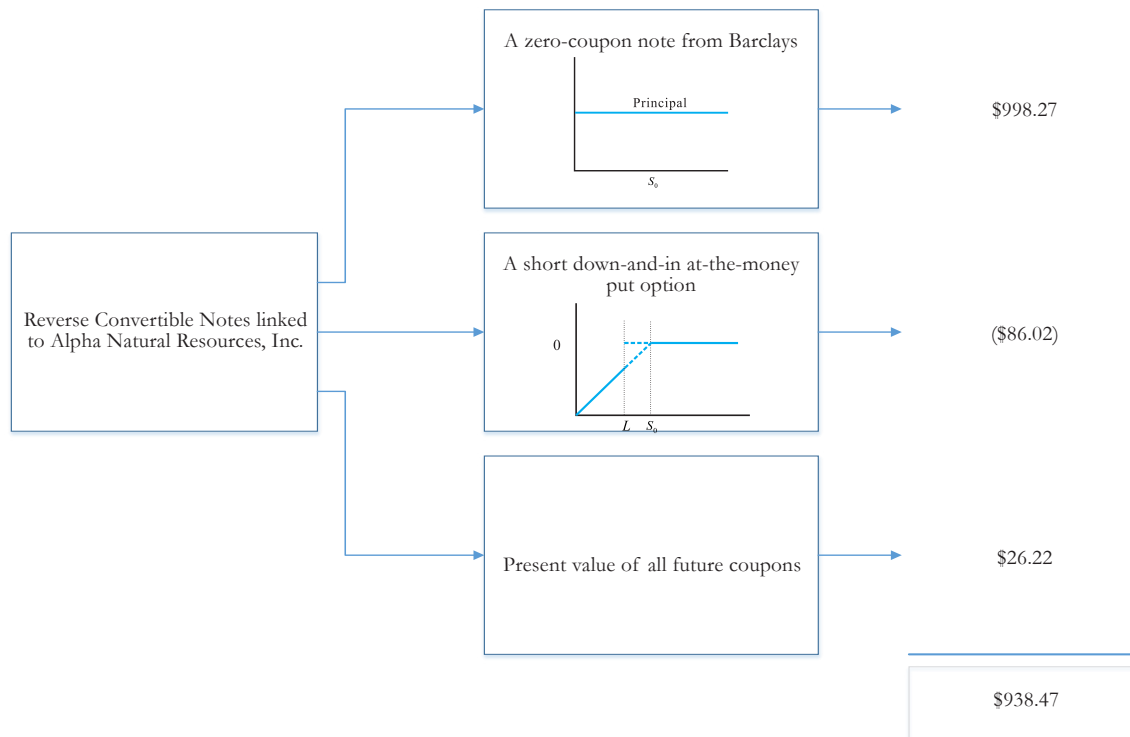 A zero-coupon note from Barclays
Principal
S₀
$998.27
Reverse Convertible Notes linked
to Alpha Natural Resources, Inc.
A short down-and-in at-the-money
put option
0
L S₀
($86.02)
Present value of all future coupons
$26.22
$938.47